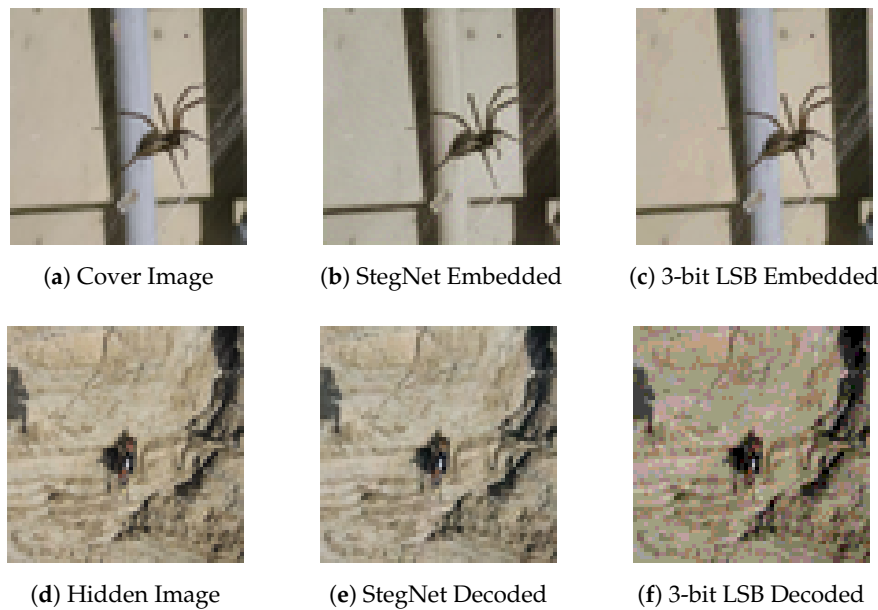 (a) Cover Image
(b) StegNet Embedded
(c) 3-bit LSB Embedded
(d) Hidden Image
(e) StegNet Decoded
(f) 3-bit LSB Decoded